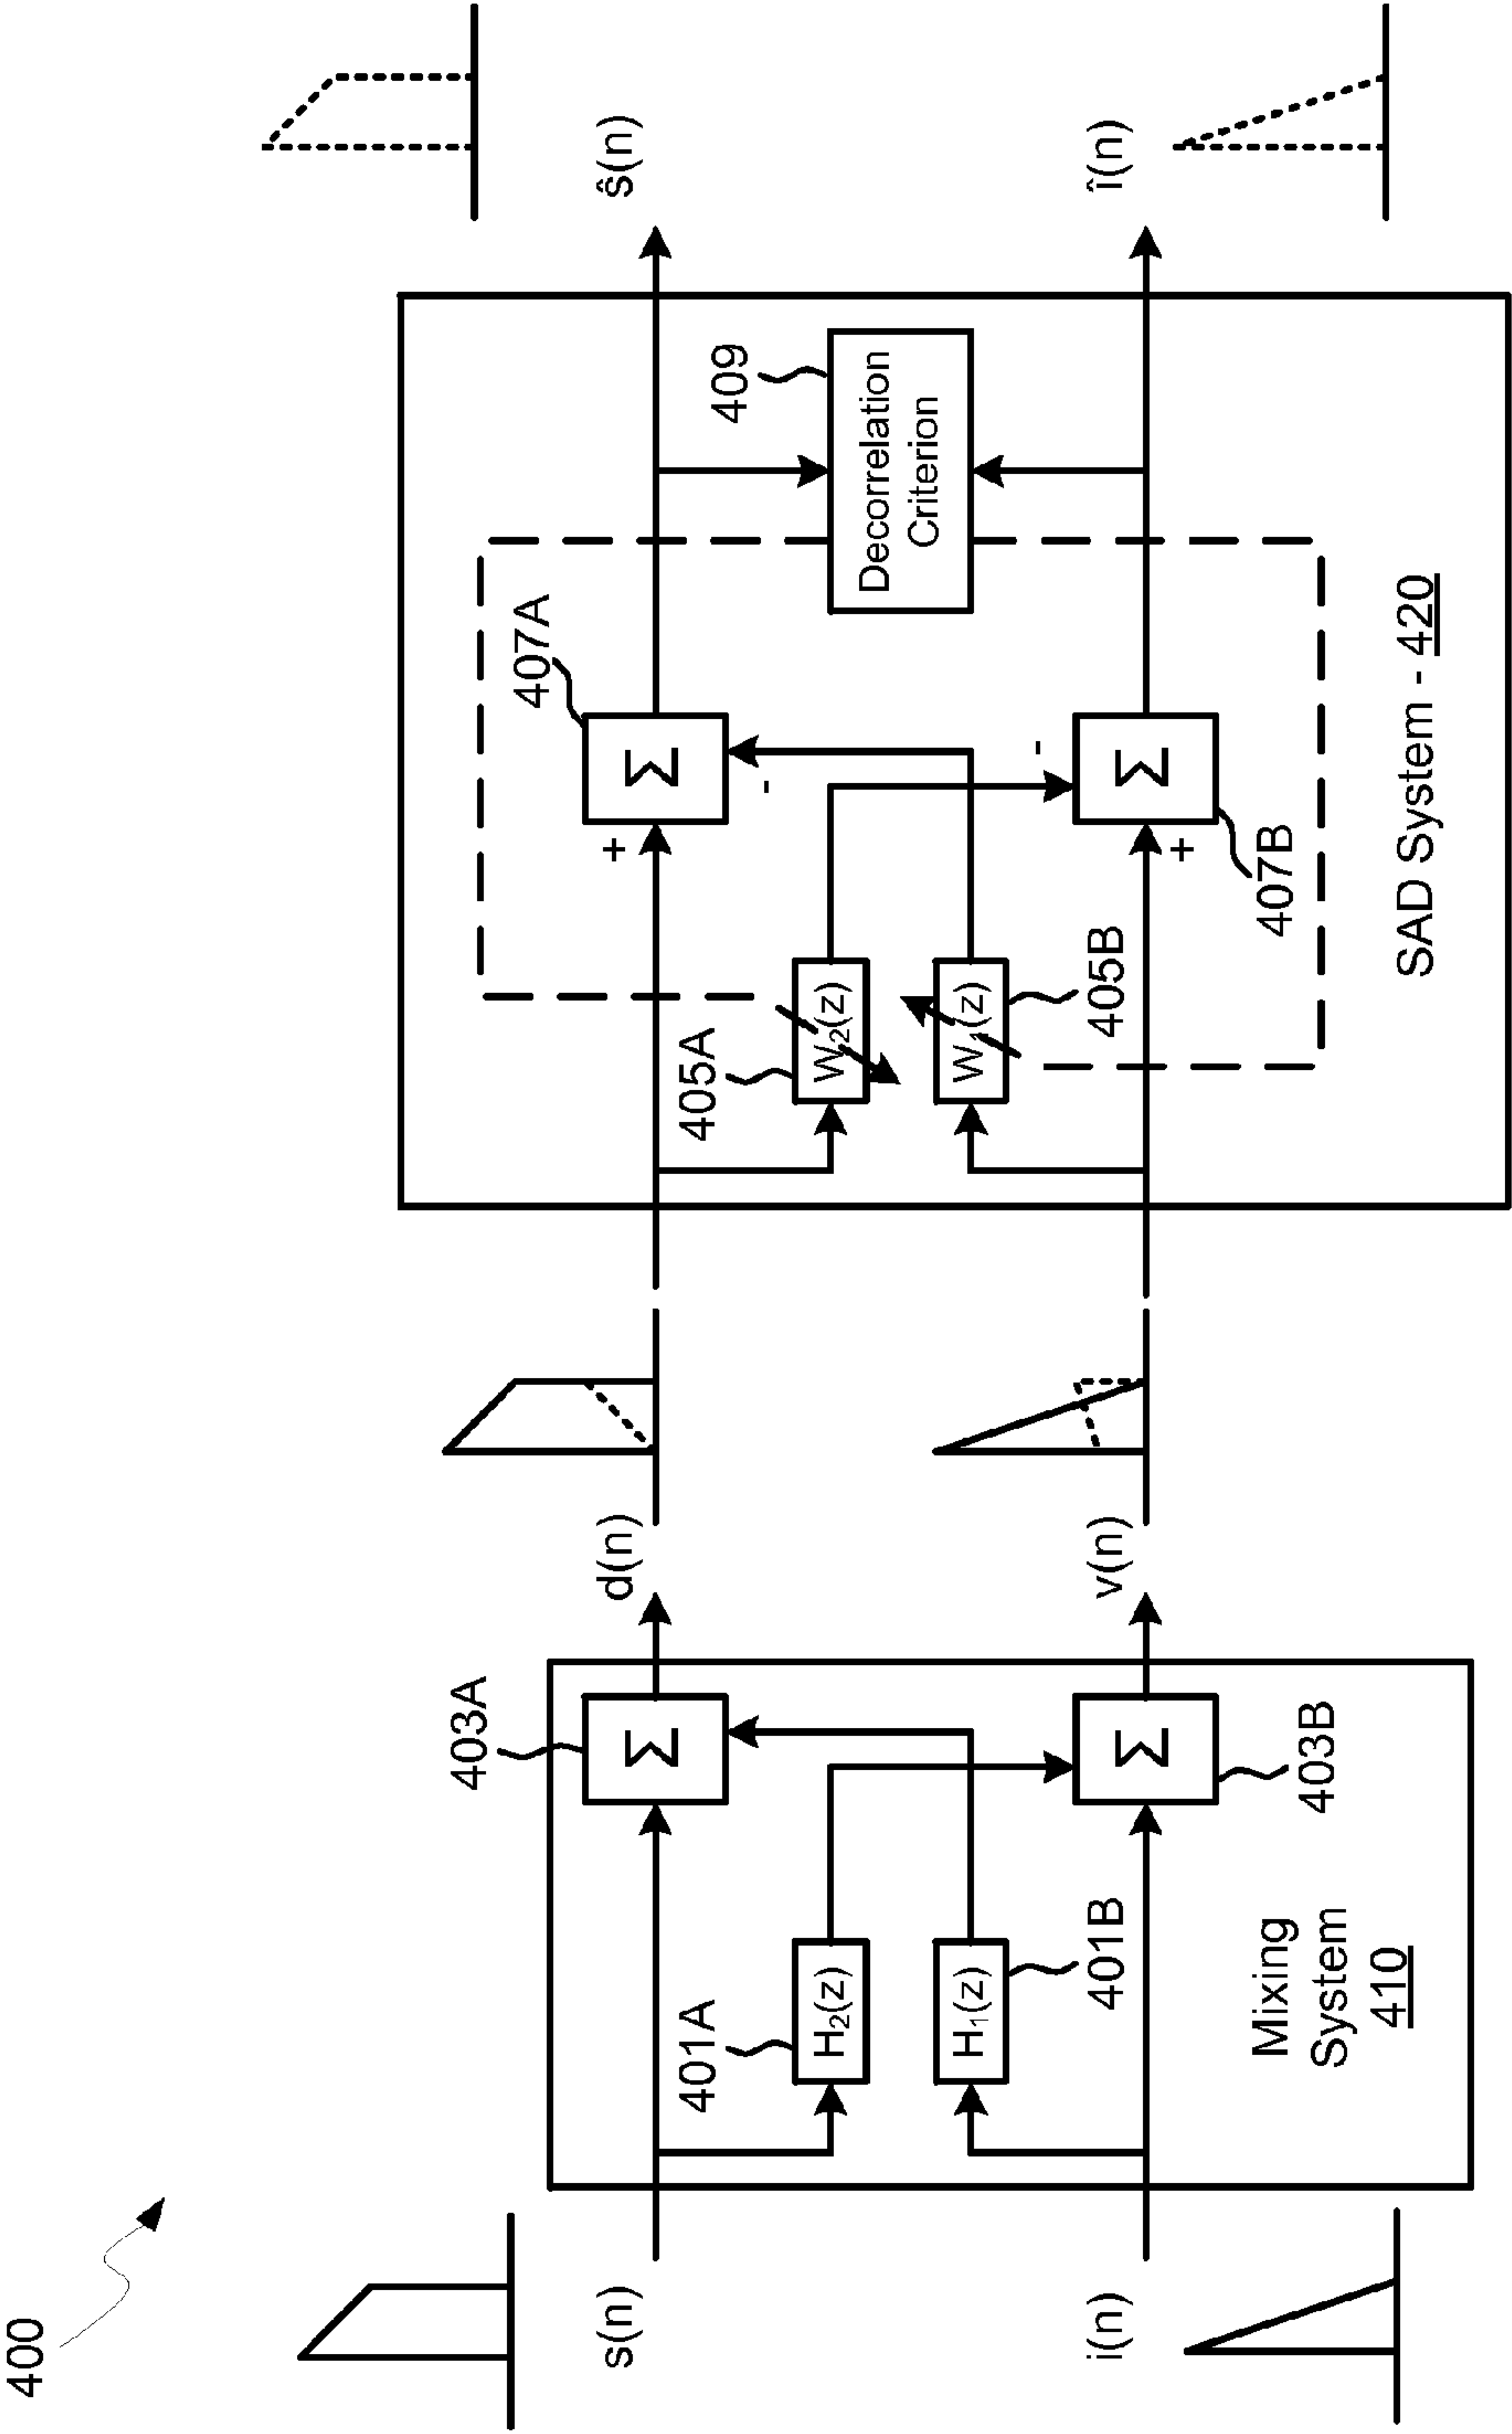 400
s(n)
i(n)
401A
H₂(z)
H₁(z)
401B
403A
Σ
Σ
403B
Mixing
System
410
d(n)
v(n)
405A
W₂(z)
W₁(z)
405B
407A
+
Σ
-
-
Σ
+
407B
409
Decorrelation
Criterion
SAD System - 420
ŝ(n)
î(n)